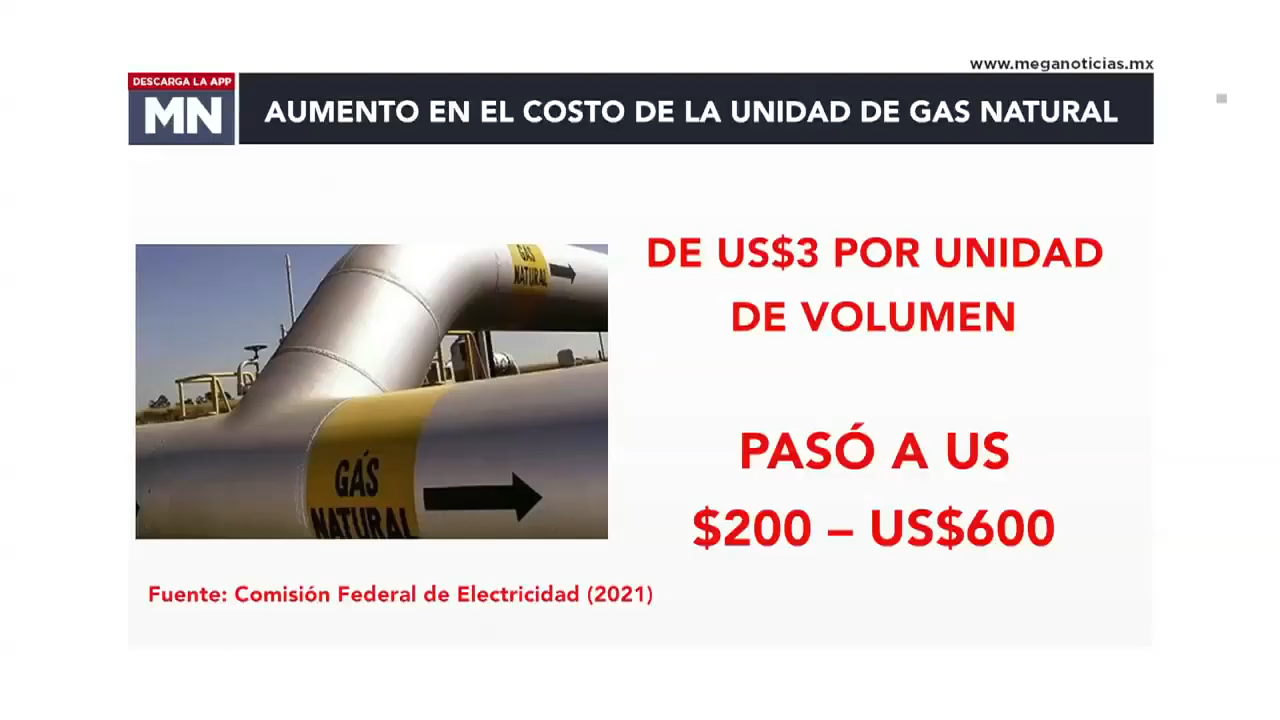 www.meganoticias.mx
DESCARGA LA APP
MN
AUMENTO EN EL COSTO DE LA UNIDAD DE GAS NATURAL
GAS
NATURAL
DE US$3 POR UNIDAD
DE VOLUMEN
GAS
NATURAL
PASÓ A US
$200 – US$600
Fuente: Comisión Federal de Electricidad (2021)